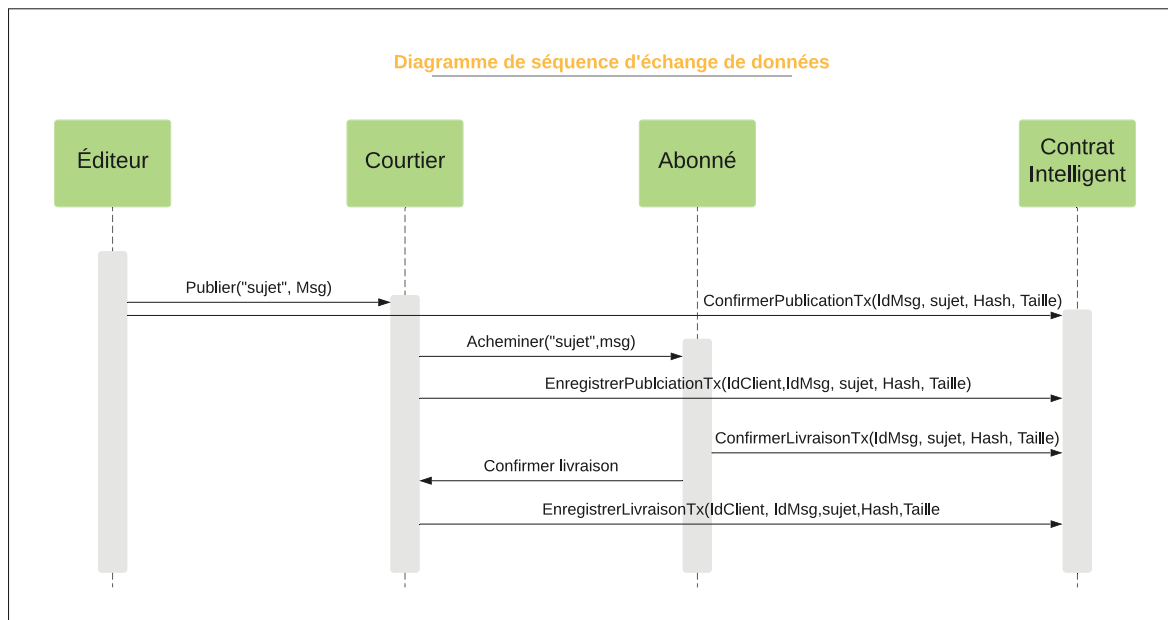 Diagramme de séquence d'échange de données
Éditeur
Courtier
Abonné
Contrat
Intelligent
Publier("sujet", Msg)
ConfirmerPublicationTx(IdMsg, sujet, Hash, Taille)
Acheminer("sujet",msg)
EnregistrerPublciationTx(IdClient,IdMsg, sujet, Hash, Taille)
ConfirmerLivraisonTx(IdMsg, sujet, Hash, Taille)
Confirmer livraison
EnregistrerLivraisonTx(IdClient, IdMsg,sujet,Hash,Taille